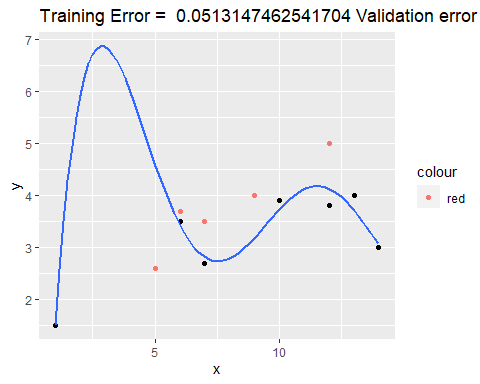 Training Error =  0.0513147462541704 Validation error
7
6
5
4
3
2
y
5
10
x
colour
red